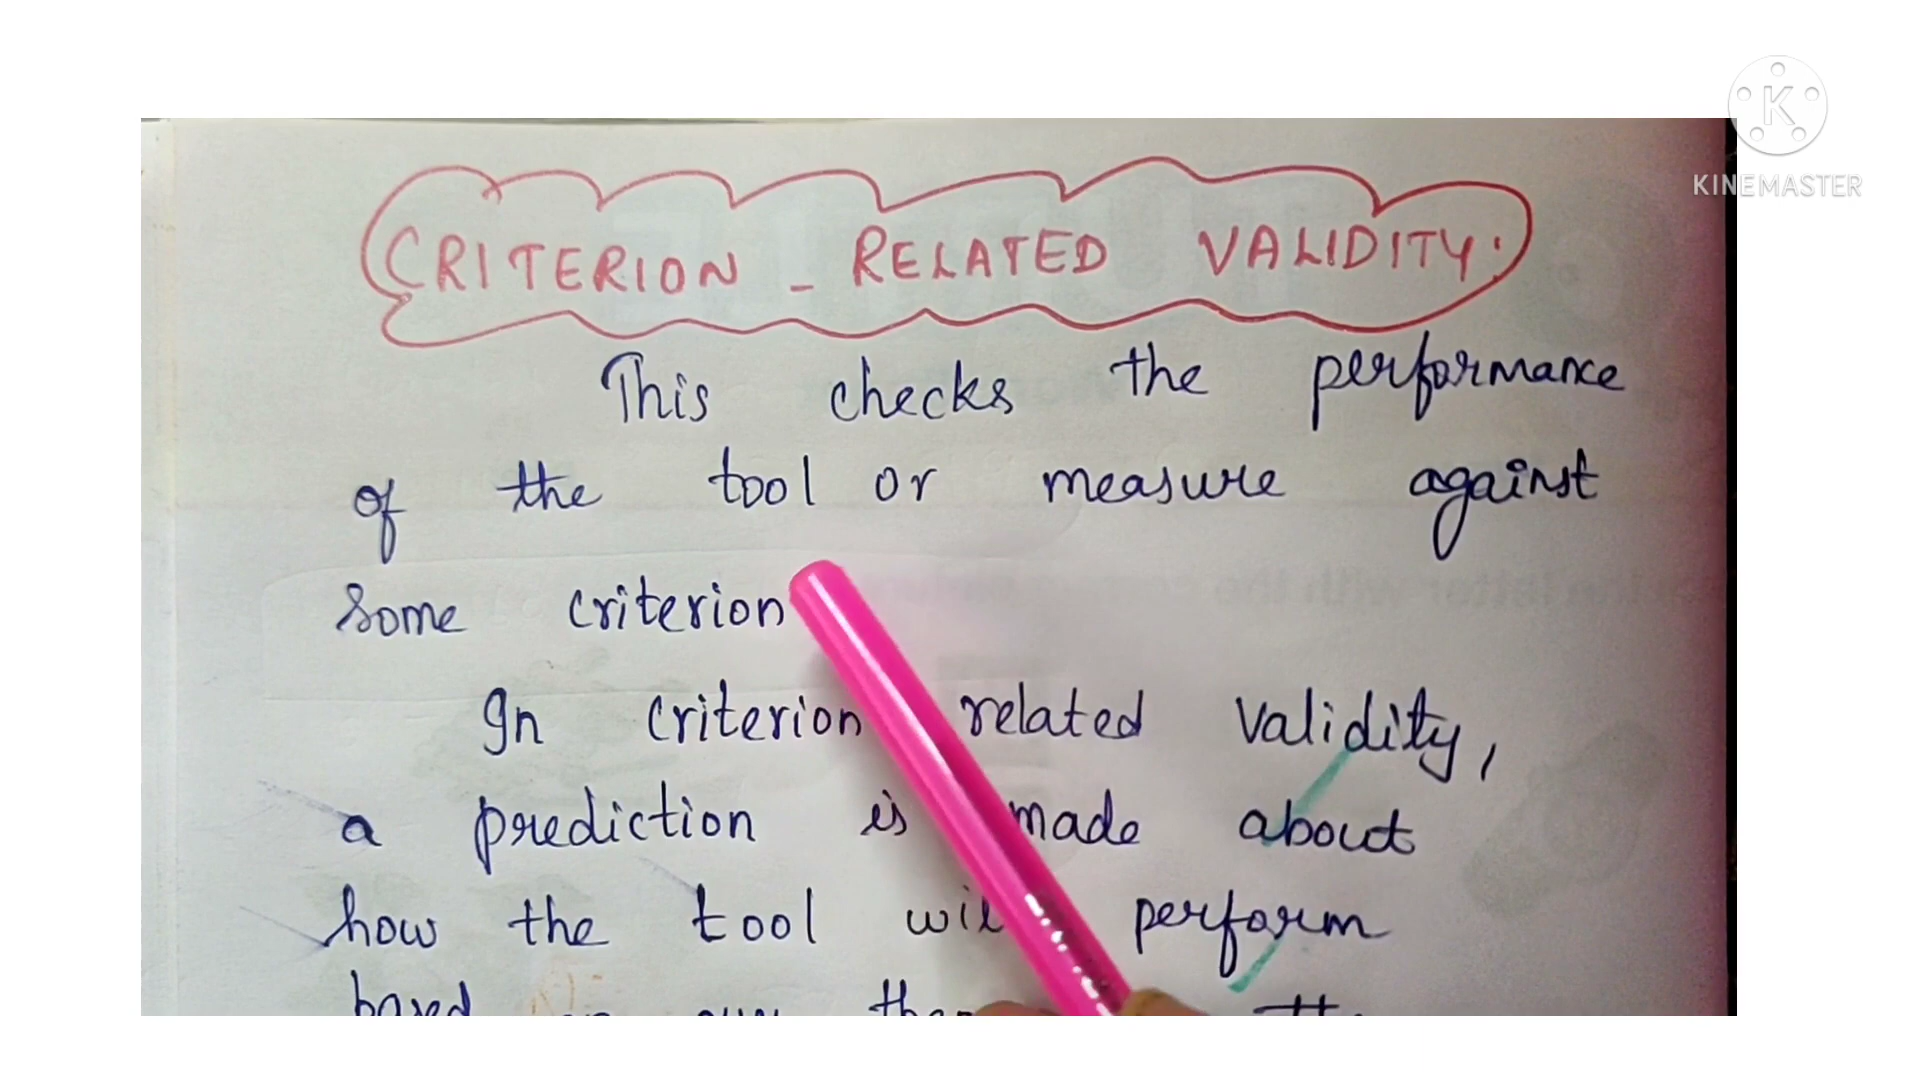 KINEMASTER
CRITERION - RELATED VALIDITY.
This checks the performance
of the tool or measure against
some criterion
In criterion related validity,
a prediction is made about
how the tool perform
based